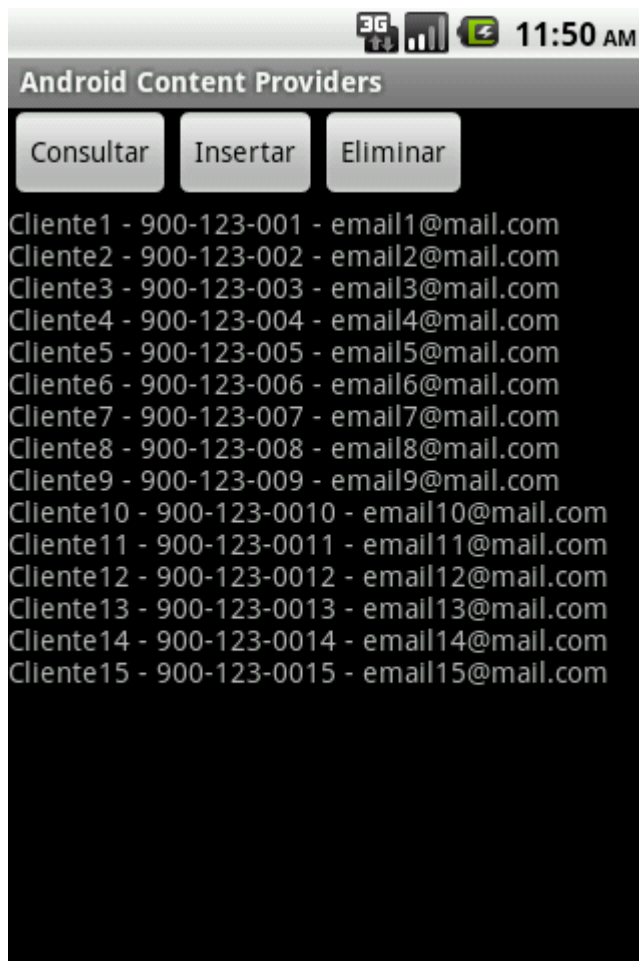 3G 11:50 AM
Android Content Providers
Consultar Insertar Eliminar
Cliente1 - 900-123-001 - email1@mail.com
Cliente2 - 900-123-002 - email2@mail.com
Cliente3 - 900-123-003 - email3@mail.com
Cliente4 - 900-123-004 - email4@mail.com
Cliente5 - 900-123-005 - email5@mail.com
Cliente6 - 900-123-006 - email6@mail.com
Cliente7 - 900-123-007 - email7@mail.com
Cliente8 - 900-123-008 - email8@mail.com
Cliente9 - 900-123-009 - email9@mail.com
Cliente10 - 900-123-0010 - email10@mail.com
Cliente11 - 900-123-0011 - email11@mail.com
Cliente12 - 900-123-0012 - email12@mail.com
Cliente13 - 900-123-0013 - email13@mail.com
Cliente14 - 900-123-0014 - email14@mail.com
Cliente15 - 900-123-0015 - email15@mail.com